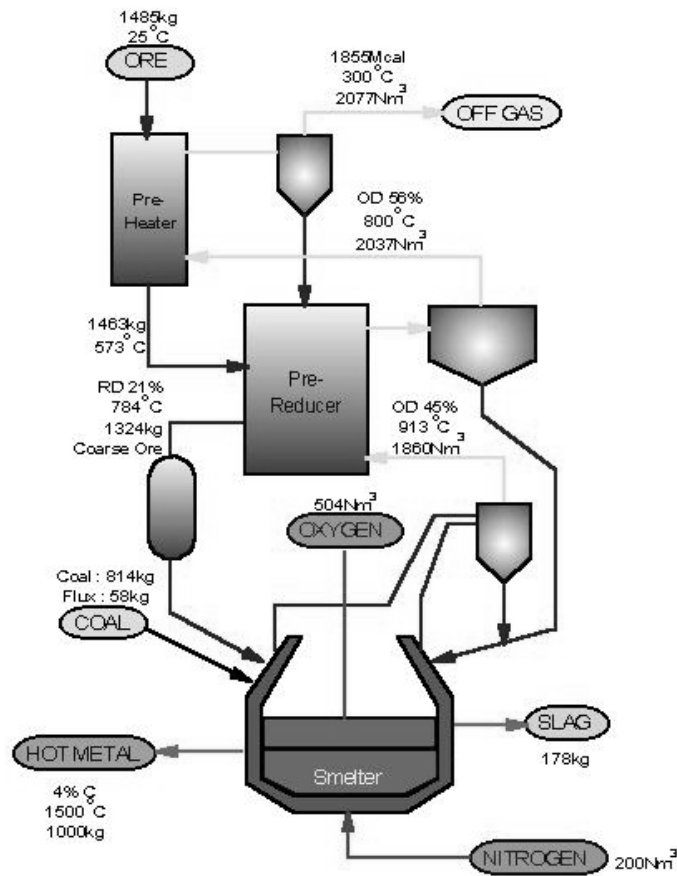 1485kg
25°C
ORE
1855Mcal
300°C
2077Nm³
OFF GAS
Pre-
Heater
OD 56%
800°C
2037Nm³
1463kg
573°C
Pre-
Reducer
RD 21%
784°C
1324kg
Coarse Ore
OD 45%
913°C
1860Nm³
504Nm³
OXYGEN
Coal : 814kg
Flux : 58kg
COAL
HOT METAL
4% C
1500°C
1000kg
Smelter
SLAG
178kg
NITROGEN
200Nm³